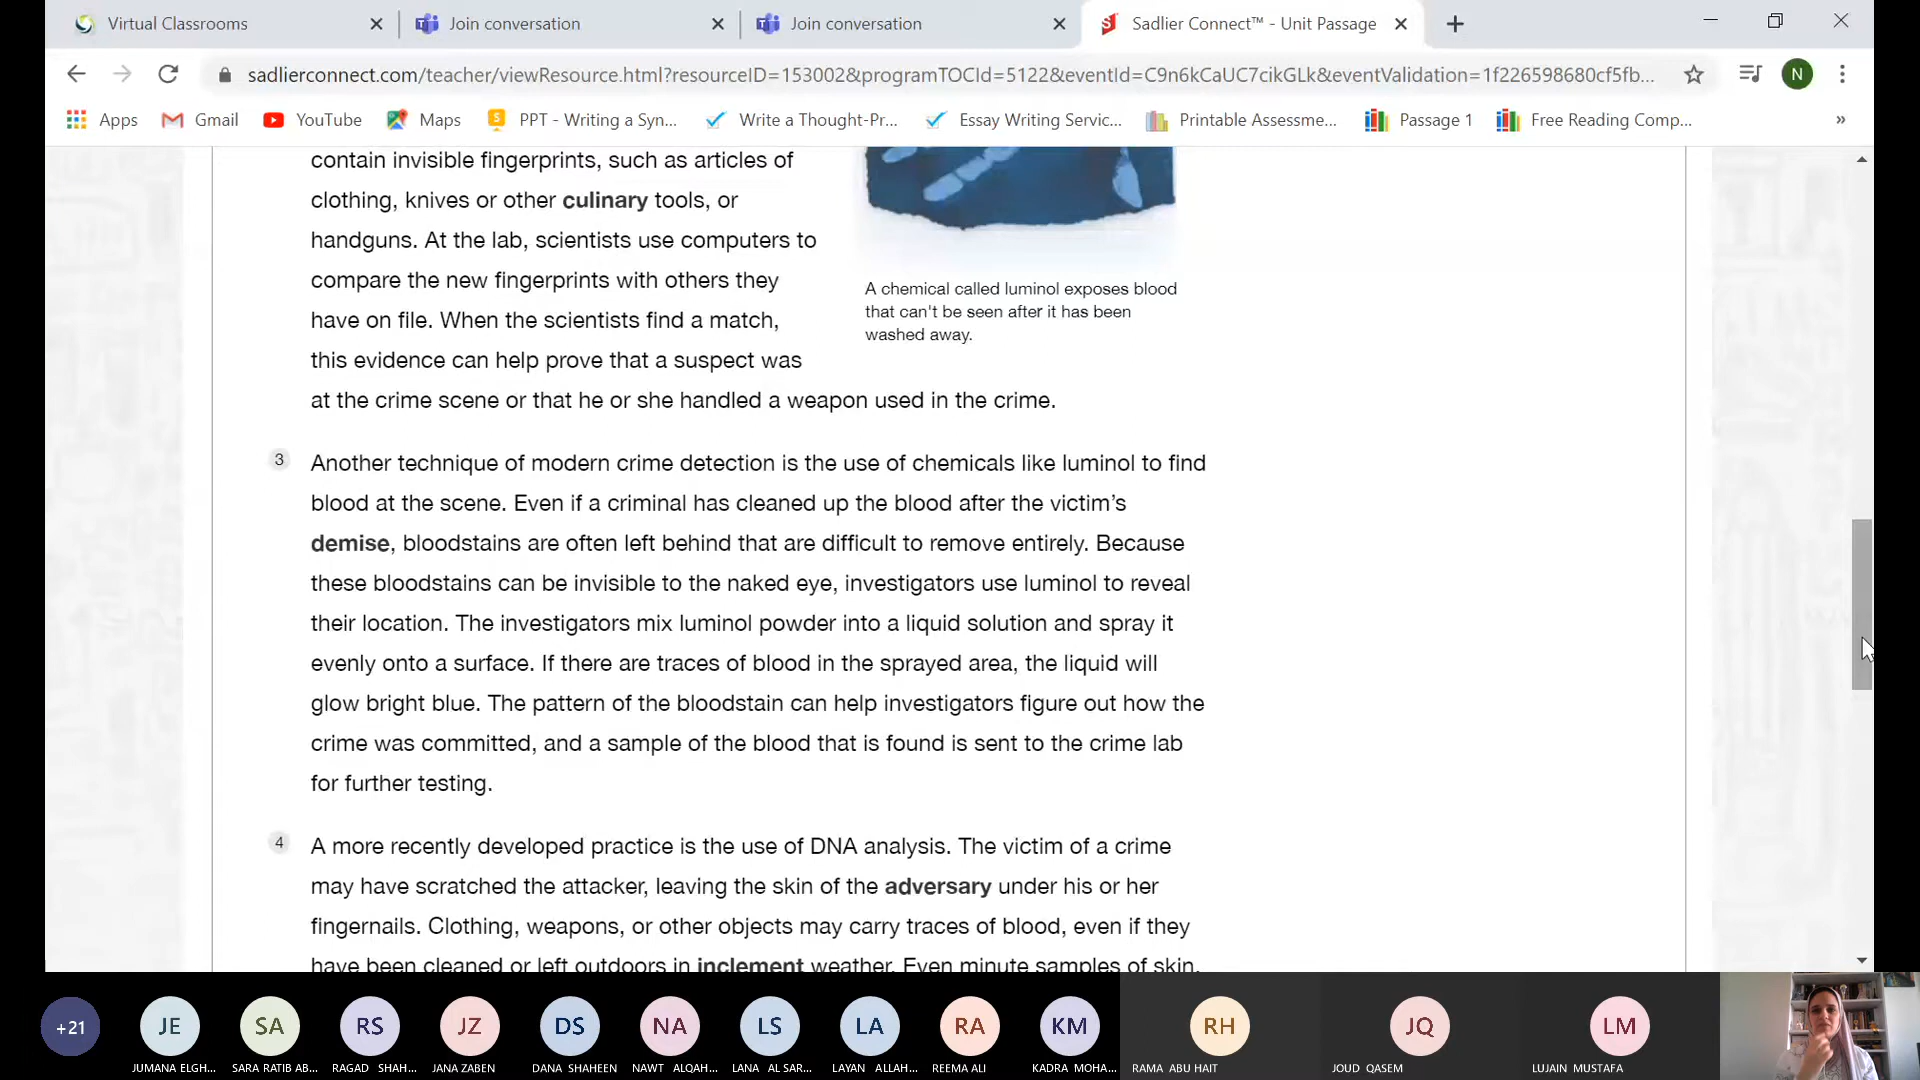 Virtual Classrooms
Join conversation
Join conversation
Sadlier Connect™ - Unit Passage
sadlierconnect.com/teacher/viewResource.html?resourceID=153002&programTOCId=5122&eventId=C9n6kCaUC7cikGLk&eventValidation=1f226598680cf5fb...
N
Apps
Gmail
YouTube
Maps
PPT - Writing a Syn...
Write a Thought-Pr...
Essay Writing Servic...
Printable Assessme...
Passage 1
Free Reading Comp...
»
contain invisible fingerprints, such as articles of
clothing, knives or other culinary tools, or
handguns. At the lab, scientists use computers to
compare the new fingerprints with others they
have on file. When the scientists find a match,
this evidence can help prove that a suspect was
at the crime scene or that he or she handled a weapon used in the crime.
A chemical called luminol exposes blood
that can't be seen after it has been
washed away.
3
Another technique of modern crime detection is the use of chemicals like luminol to find
blood at the scene. Even if a criminal has cleaned up the blood after the victim’s
demise, bloodstains are often left behind that are difficult to remove entirely. Because
these bloodstains can be invisible to the naked eye, investigators use luminol to reveal
their location. The investigators mix luminol powder into a liquid solution and spray it
evenly onto a surface. If there are traces of blood in the sprayed area, the liquid will
glow bright blue. The pattern of the bloodstain can help investigators figure out how the
crime was committed, and a sample of the blood that is found is sent to the crime lab
for further testing.
4
A more recently developed practice is the use of DNA analysis. The victim of a crime
may have scratched the attacker, leaving the skin of the adversary under his or her
fingernails. Clothing, weapons, or other objects may carry traces of blood, even if they
have been cleaned or left outdoors in inclement weather. Even minute samples of skin,
+21
JE
SA
RS
JZ
DS
NA
LS
LA
RA
KM
RH
JQ
LM
JUMANA ELGH...
SARA RATIB AB...
RAGAD SHAH...
JANA ZABEN
DANA SHAHEEN
NAWT ALQAH...
LANA AL SAR...
LAYAN ALLAH...
REEMA ALI
KADRA MOHA...
RAMA ABU HAIT
JOUD QASEM
LUJAIN MUSTAFA